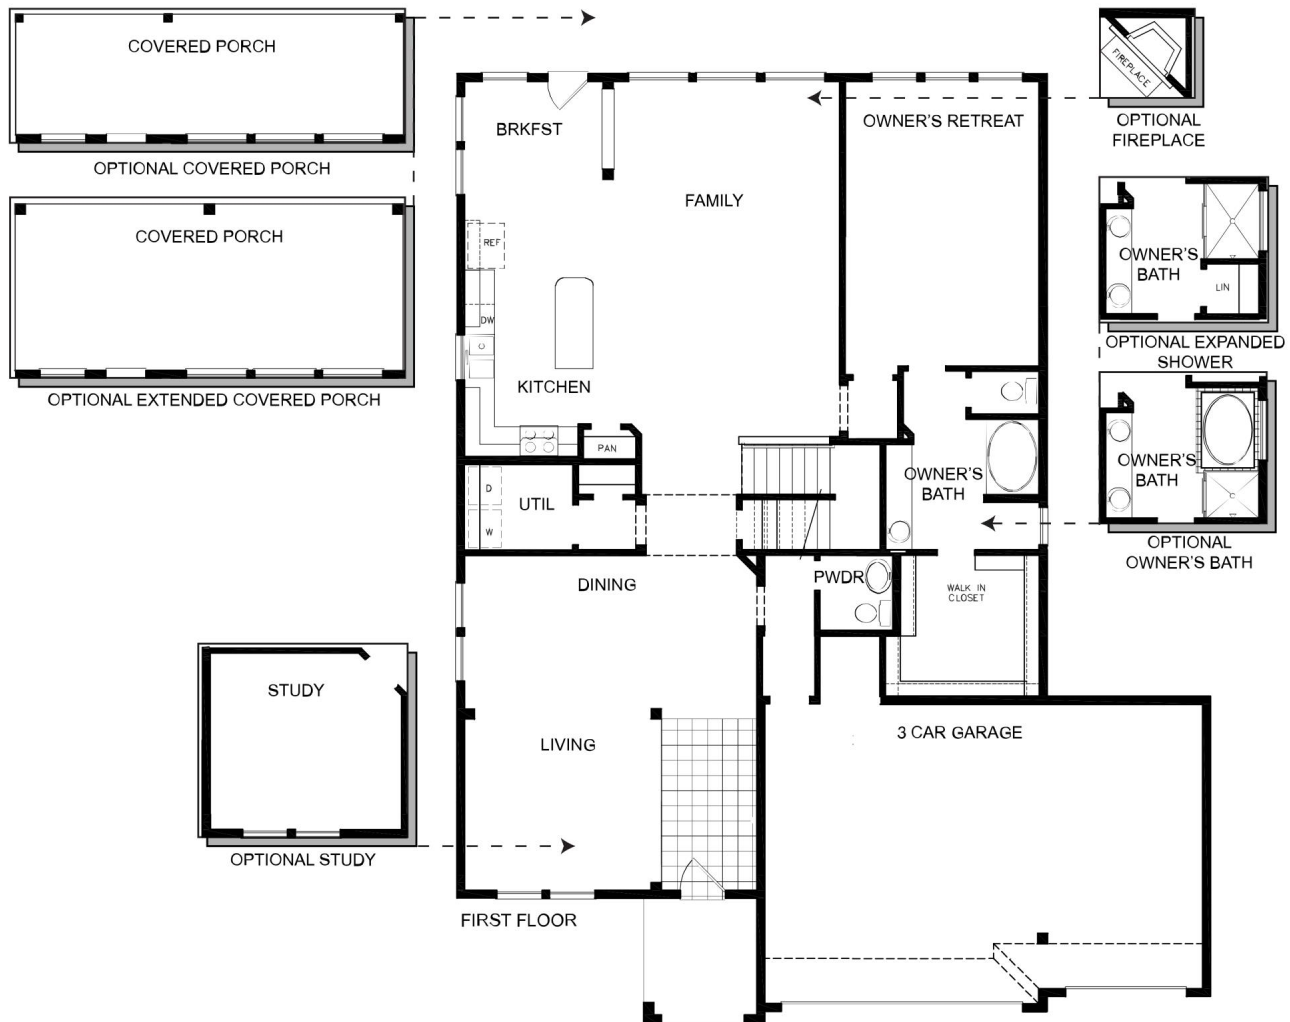 COVERED PORCH
OPTIONAL COVERED PORCH
COVERED PORCH
OPTIONAL EXTENDED COVERED PORCH
BRKFST
FAMILY
OWNER'S RETREAT
FIREPLACE
OPTIONAL
FIREPLACE
REF
DW
KITCHEN
PAN
OWNER'S
BATH
LIN
OPTIONAL EXPANDED
SHOWER
OWNER'S
BATH
OPTIONAL
OWNER'S BATH
OWNER'S
BATH
D
W
UTIL
DINING
PWDR
WALK IN
CLOSET
STUDY
OPTIONAL STUDY
LIVING
3 CAR GARAGE
FIRST FLOOR